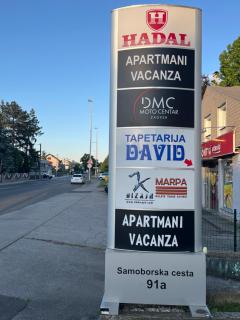 H
HADAL
APARTMANI
VACANZA
DMC
MOTO CENTAR
ZAGREB
TAPETARIJA
DAVID
MARPA
APARTMANI
VACANZA
Samoborska cesta
91a